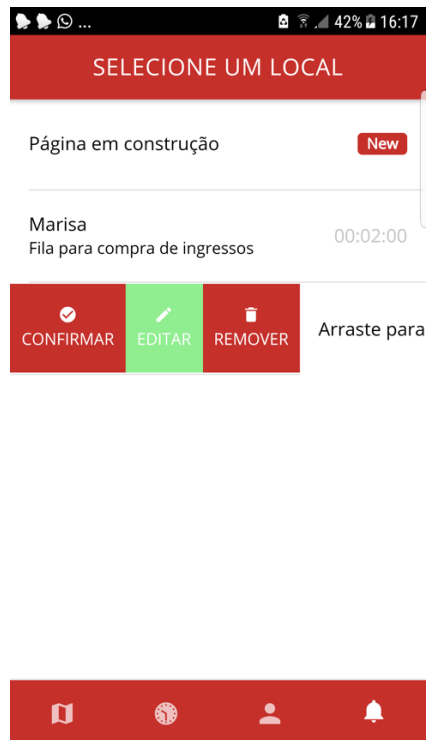 ... 42% 16:17
SELECIONE UM LOCAL
Página em construção New
Marisa
Fila para compra de ingressos 00:02:00
CONFIRMAR EDITAR REMOVER Arraste para